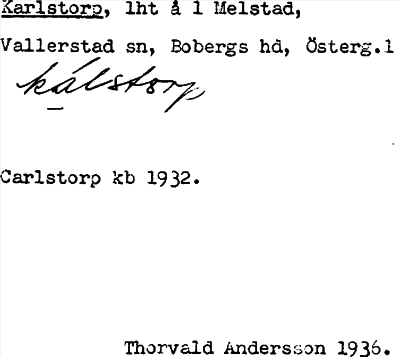 Karlstorp, lht å 1 Melstad,
Vallerstad sn, Bobergs hd, Österg.l
kálstorp
Carlstorp kb 1932.
Thorvald Andersson 1936.